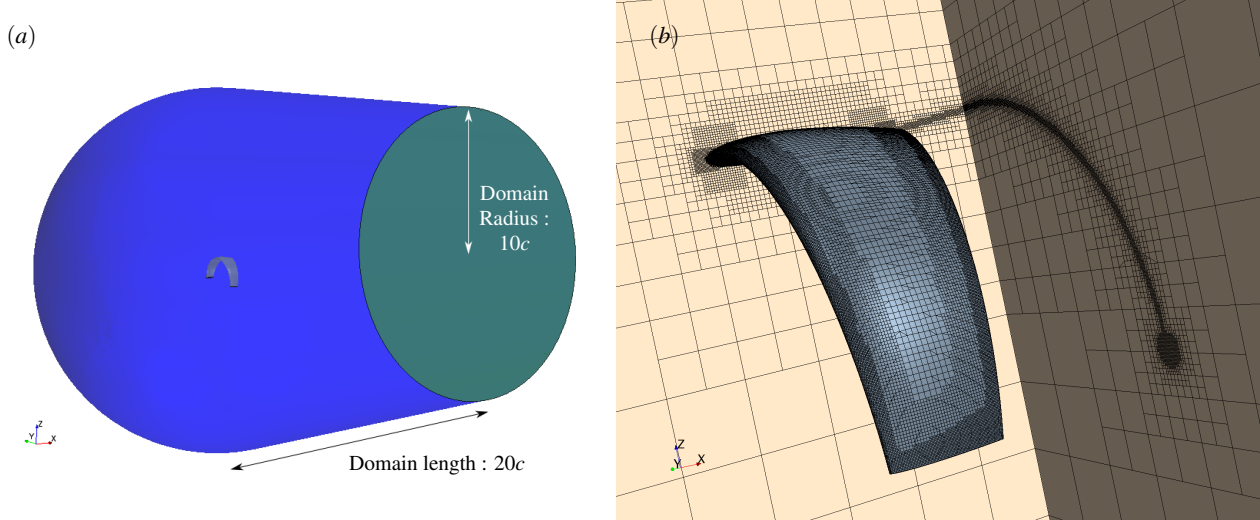 (a)
Domain
Radius :
10c
Domain length : 20c
Z
Y
X
(b)
Z
Y
X